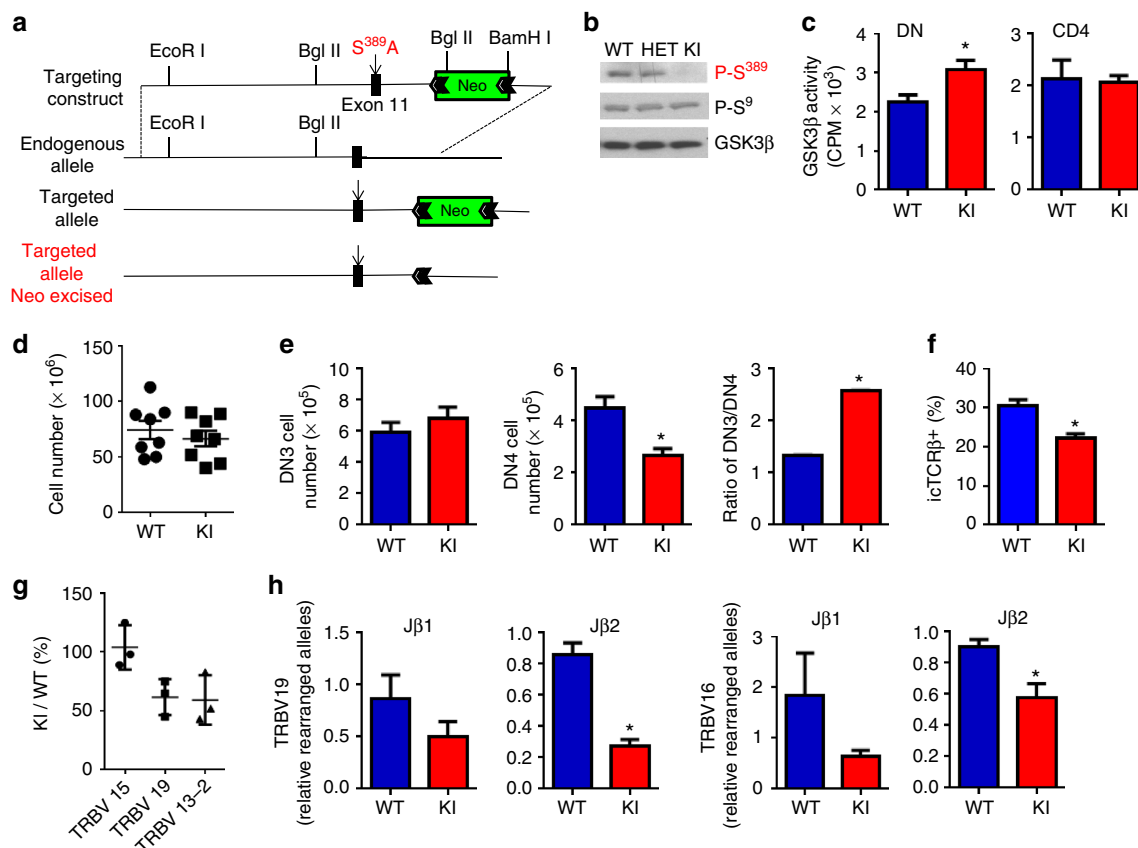 a
S³⁸⁹A
EcoR I
Bgl II
Bgl II
BamH I
Targeting
construct
Neo
Exon 11
EcoR I
Bgl II
Endogenous
allele
Targeted
allele
Neo
Targeted
allele
Neo excised
b
WT HET KI
P-S³⁸⁹
P-S⁹
GSK3β
c
DN
CD4
GSK3β activity
(CPM × 10³)
4
3
2
1
0
*
WT KI
3
2
1
0
WT KI
d
Cell number (× 10⁶)
150
100
50
0
WT KI
e
DN3 cell
number (× 10⁵)
10
8
6
4
2
0
WT KI
DN4 cell
number (× 10⁵)
6
4
2
0
*
WT KI
Ratio of DN3/DN4
3
2
1
0
*
WT KI
f
icTCRβ+ (%)
40
30
20
10
0
*
WT KI
g
KI / WT (%)
150
100
50
0
TRBV 15
TRBV 19
TRBV 13–2
h
TRBV19
(relative rearranged alleles)
Jβ1
1.5
1.0
0.5
0.0
WT KI
Jβ2
1.0
0.8
0.6
0.4
0.2
0.0
*
WT KI
TRBV16
(relative rearranged alleles)
Jβ1
3
2
1
0
WT KI
Jβ2
1.0
0.8
0.6
0.4
0.2
0.0
*
WT KI